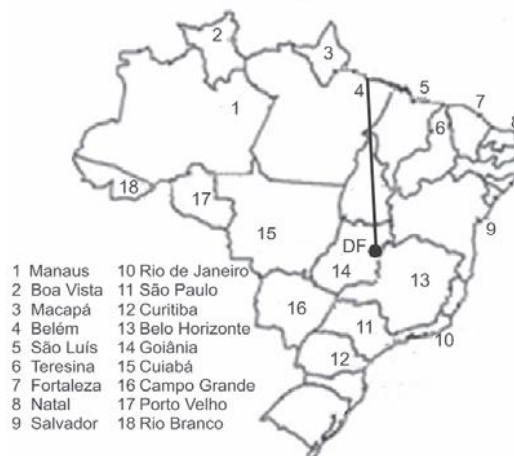 2
3
4
5
7
8
1
6
18
17
9
15
DF
14
13
16
10
11
12
1 Manaus 10 Rio de Janeiro
2 Boa Vista 11 São Paulo
3 Macapá 12 Curitiba
4 Belém 13 Belo Horizonte
5 São Luís 14 Goiânia
6 Teresina 15 Cuiabá
7 Fortaleza 16 Campo Grande
8 Natal 17 Porto Velho
9 Salvador 18 Rio Branco